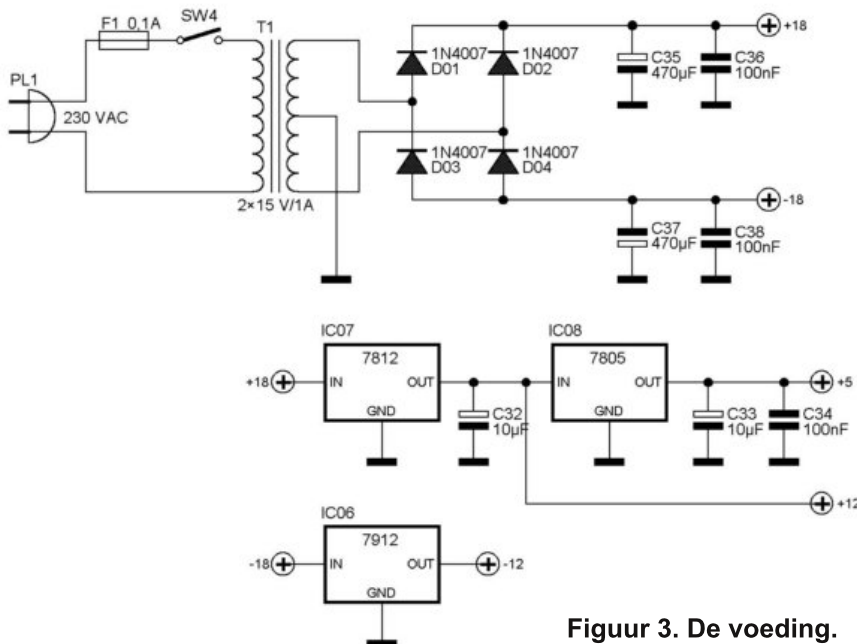 F1 0,1A
SW4
T1
PL1
230 VAC
2×15 V/1A
1N4007
D01
1N4007
D02
1N4007
D03
1N4007
D04
C35
470µF
C36
100nF
+18
-18
C37
470µF
C38
100nF
IC07
7812
+18
IN
OUT
GND
C32
10µF
IC08
7805
IN
OUT
GND
C33
10µF
C34
100nF
+5
+12
IC06
7912
-18
IN
OUT
GND
-12
Figuur 3. De voeding.